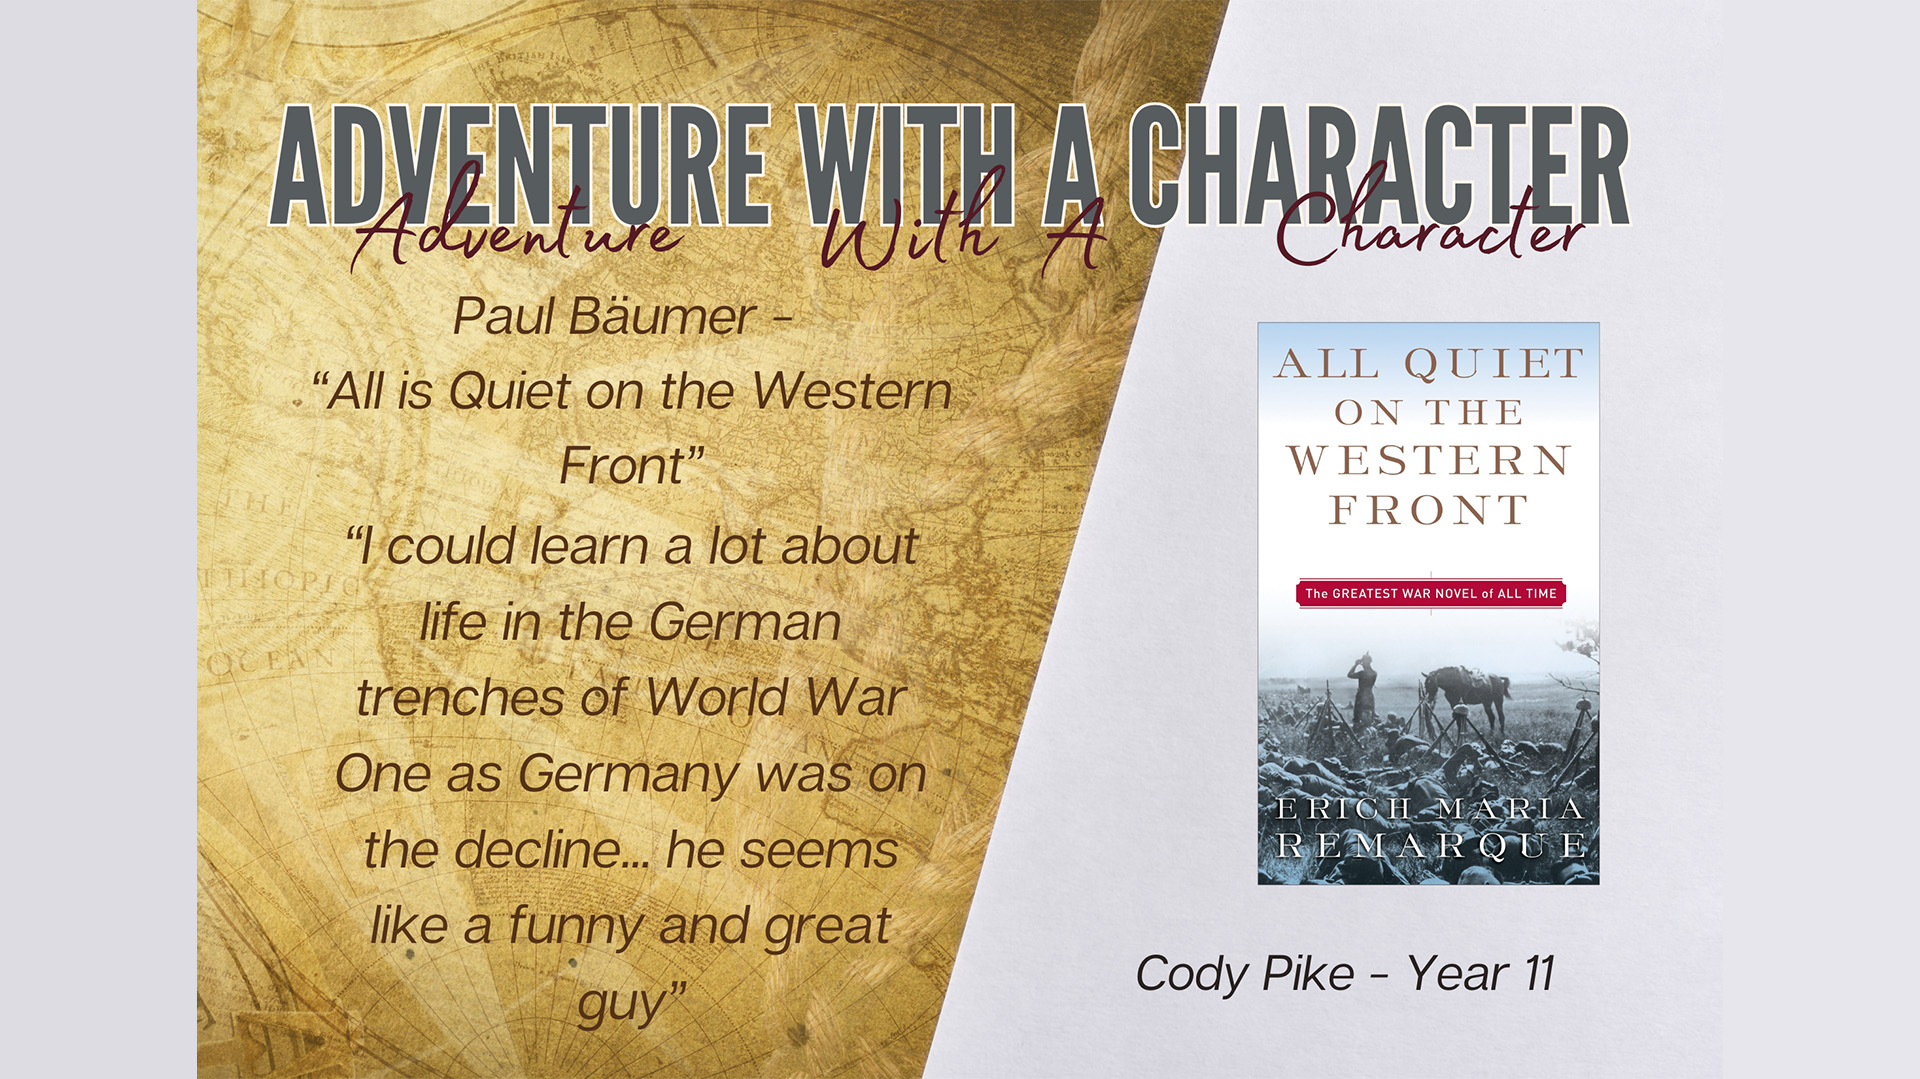 ADVENTURE WITH A CHARACTER
Adventure With A Character
Paul Bäumer -
“All is Quiet on the Western
Front”
“I could learn a lot about
life in the German
trenches of World War
One as Germany was on
the decline... he seems
like a funny and great
guy”
ALL QUIET
ON THE
WESTERN
FRONT
The GREATEST WAR NOVEL of ALL TIME
ERICH MARIA
REMARQUE
Cody Pike - Year 11
THE
ETHIOPIC
OCEAN